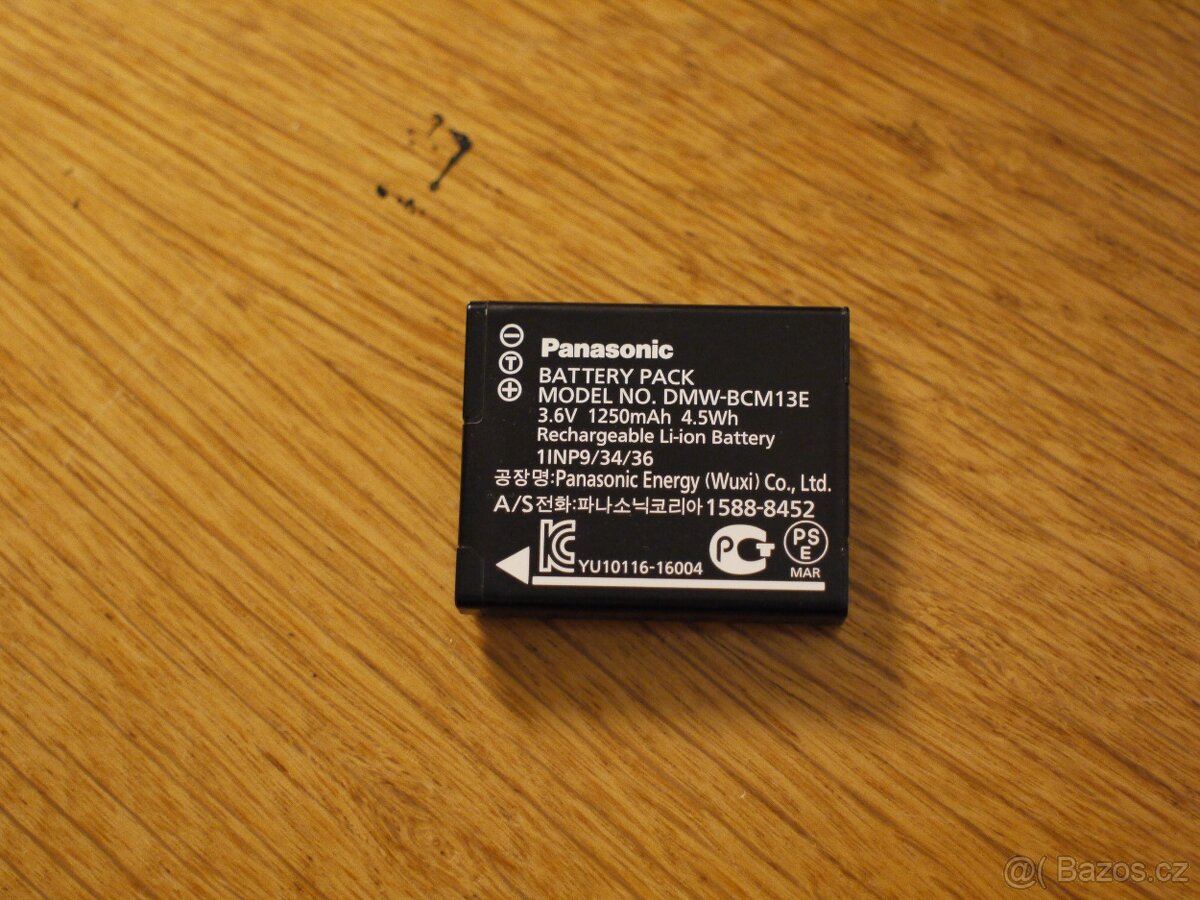 Panasonic
BATTERY PACK
MODEL NO. DMW-BCM13E
3.6V 1250mAh 4.5Wh
Rechargeable Li-ion Battery
1INP9/34/36
공장명:Panasonic Energy (Wuxi) Co., Ltd.
A/S전화:파나소닉코리아 1588-8452
YU10116-16004
PCT
PS
E
MAR
T
@( Bazos.cz